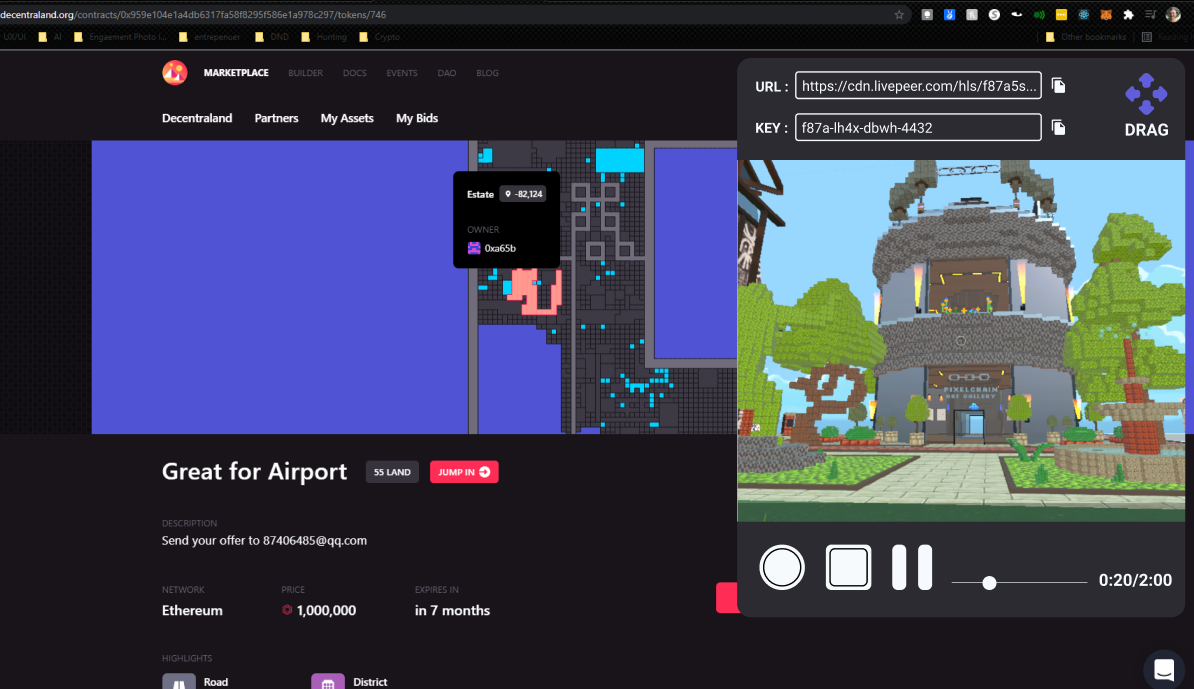 decentraland.org/contracts/0x959e104e1a4db6317fa58f8295f586e1a978c297/tokens/746
UX/UI AI Engaement Photo I... entrepenuer DND Hunting Crypto Other bookmarks Reading
MARKETPLACE BUILDER DOCS EVENTS DAO BLOG
Decentraland Partners My Assets My Bids
URL : https://cdn.livepeer.com/hls/f87a5s...
KEY : f87a-lh4x-dbwh-4432
DRAG
Estate -82,124
OWNER
0xa65b
PIXELCHAIN
ART GALLERY
Great for Airport 55 LAND JUMP IN
DESCRIPTION
Send your offer to 87406485@qq.com
NETWORK PRICE EXPIRES IN
Ethereum 1,000,000 in 7 months
0:20/2:00
HIGHLIGHTS
Road District